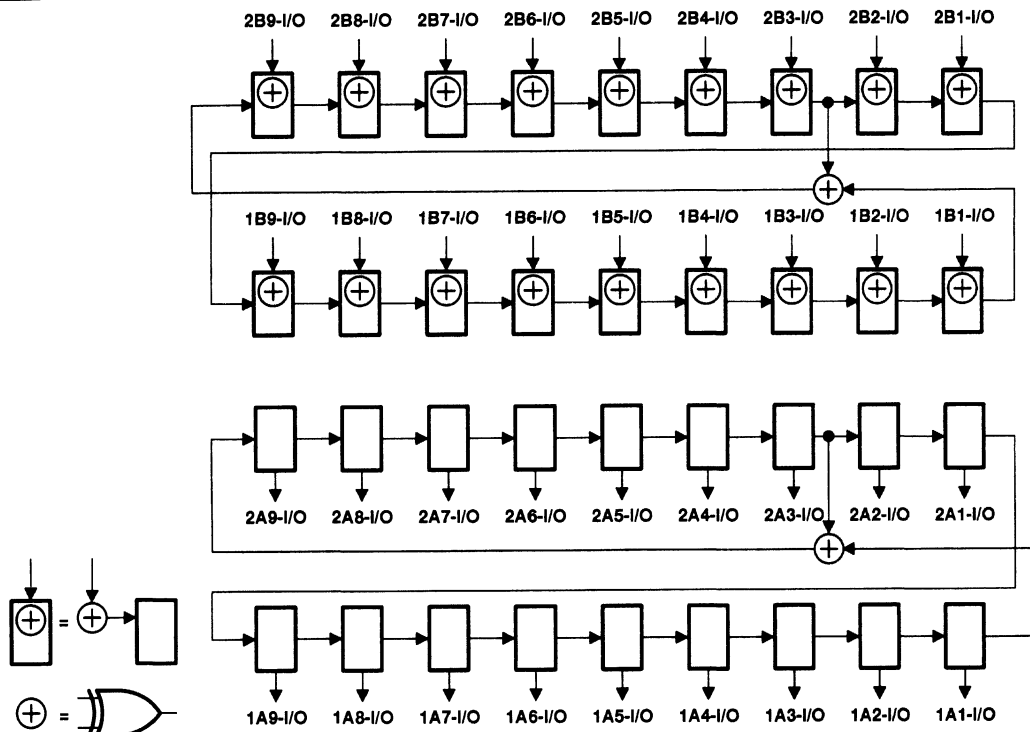 2B9-I/O 2B8-I/O 2B7-I/O 2B6-I/O 2B5-I/O 2B4-I/O 2B3-I/O 2B2-I/O 2B1-I/O
1B9-I/O 1B8-I/O 1B7-I/O 1B6-I/O 1B5-I/O 1B4-I/O 1B3-I/O 1B2-I/O 1B1-I/O
2A9-I/O 2A8-I/O 2A7-I/O 2A6-I/O 2A5-I/O 2A4-I/O 2A3-I/O 2A2-I/O 2A1-I/O
=
1A9-I/O 1A8-I/O 1A7-I/O 1A6-I/O 1A5-I/O 1A4-I/O 1A3-I/O 1A2-I/O 1A1-I/O
=